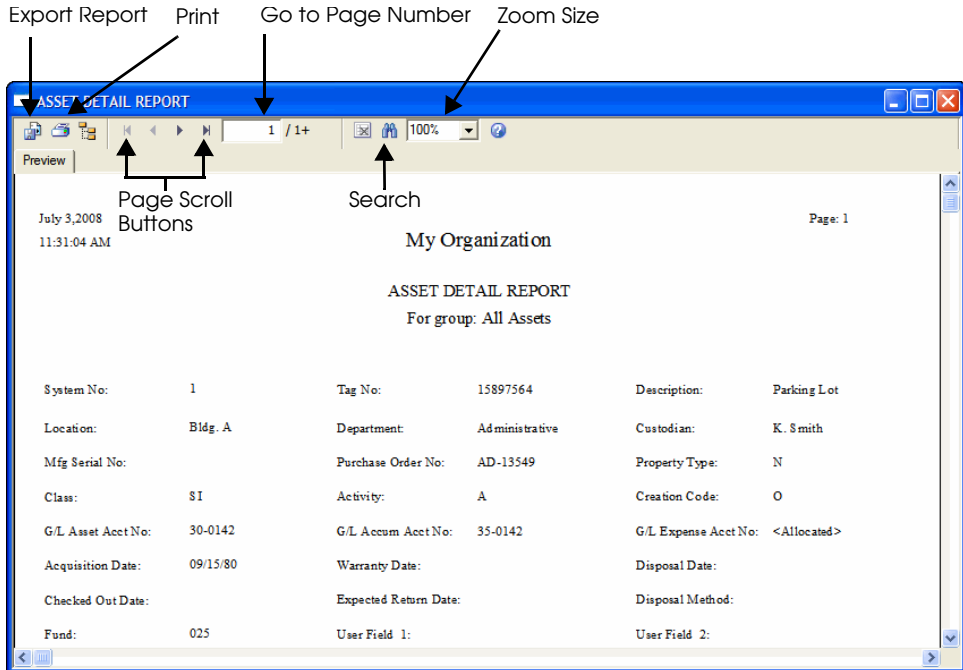 Export Report Print Go to Page Number Zoom Size
ASSET DETAIL REPORT
1 / 1+ 100%
Preview
Page Scroll Buttons
Search
July 3,2008 Page: 1
11:31:04 AM My Organization
ASSET DETAIL REPORT
For group: All Assets
System No: 1 Tag No: 15897564 Description: Parking Lot
Location: Bldg. A Department: Administrative Custodian: K. Smith
Mfg Serial No: Purchase Order No: AD-13549 Property Type: N
Class: SI Activity: A Creation Code: O
G/L Asset Acct No: 30-0142 G/L Accum Acct No: 35-0142 G/L Expense Acct No: <Allocated>
Acquisition Date: 09/15/80 Warranty Date: Disposal Date:
Checked Out Date: Expected Return Date: Disposal Method:
Fund: 025 User Field 1: User Field 2: